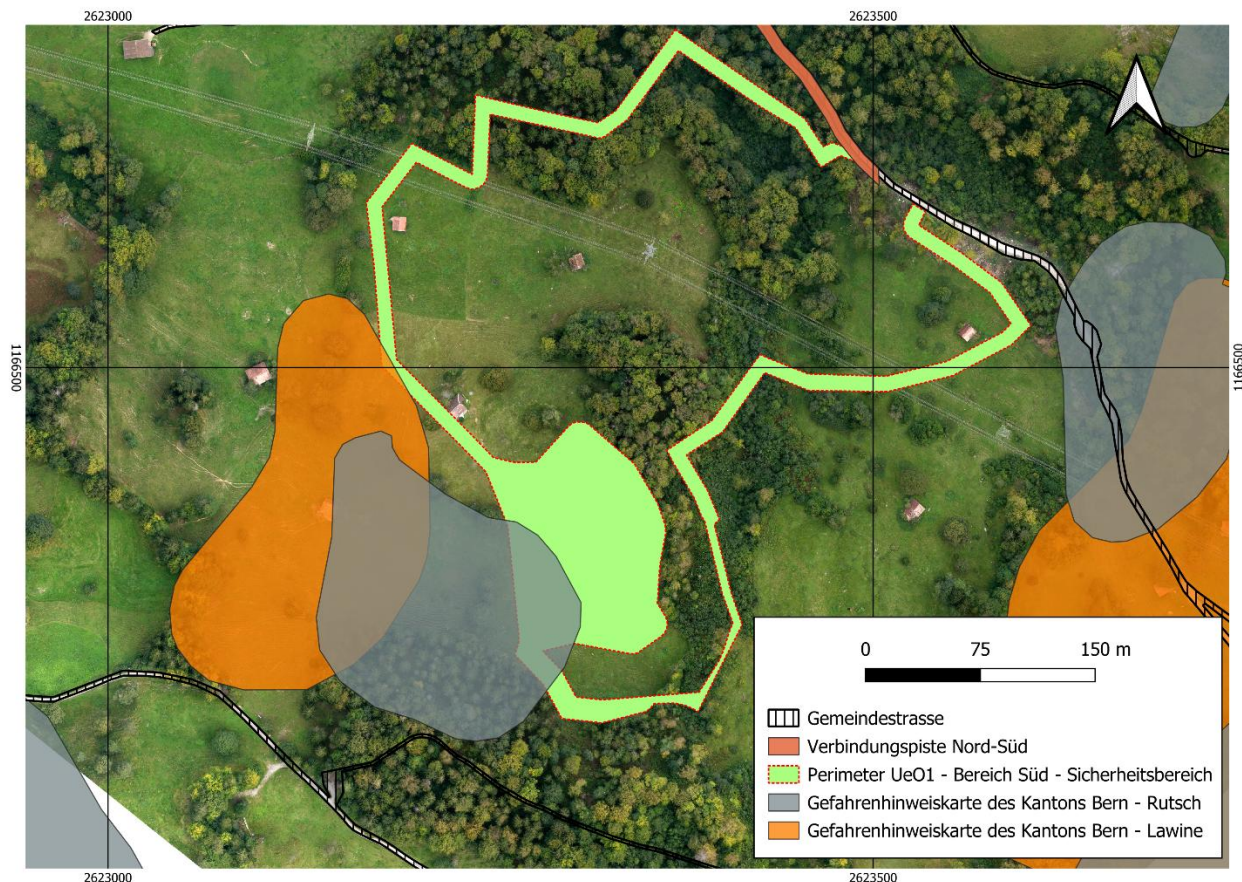 2623000
2623500
1166500
1166500
0
75
150 m
Gemeindestrasse
Verbindungspiste Nord-Süd
Perimeter UeO1 - Bereich Süd - Sicherheitsbereich
Gefahrenhinweiskarte des Kantons Bern - Rutsch
Gefahrenhinweiskarte des Kantons Bern - Lawine
2623000
2623500